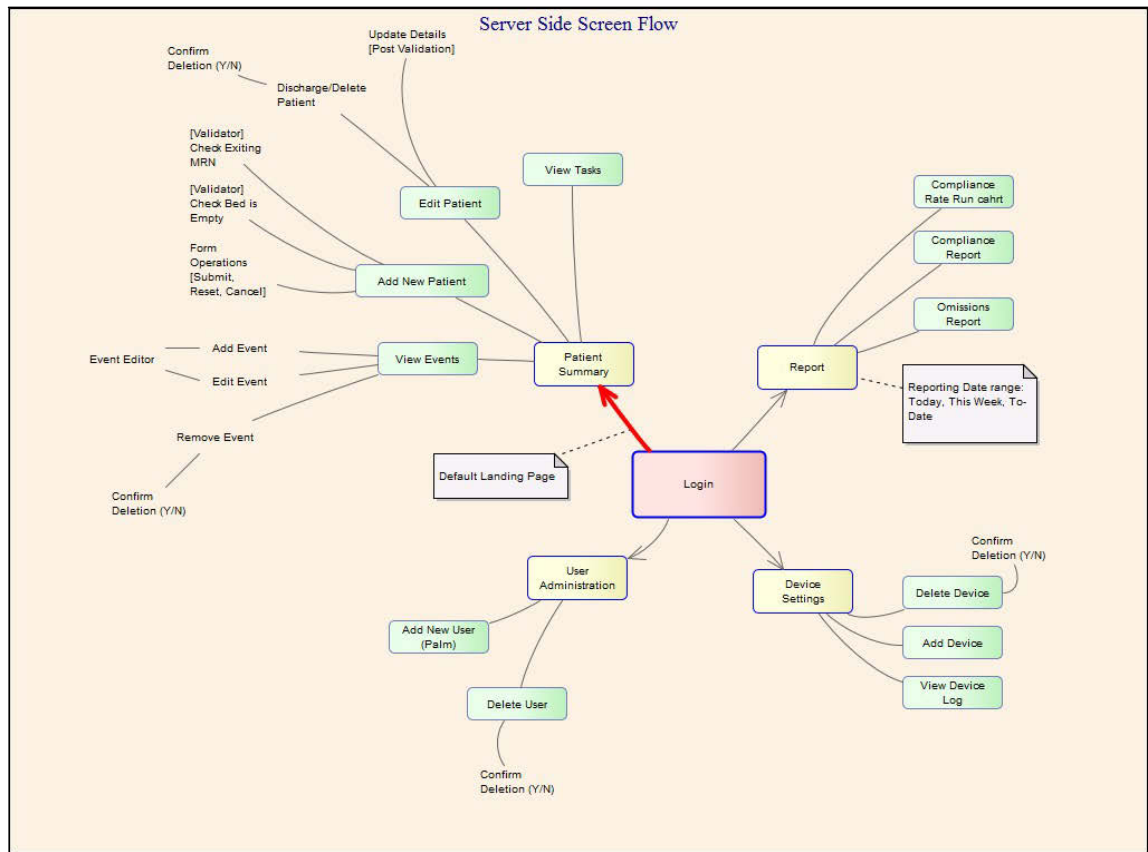 Server Side Screen Flow
Update Details
[Post Validation]
Confirm
Deletion (Y/N)
Discharge/Delete
Patient
[Validator]
Check Exiting
MRN
[Validator]
Check Bed is
Empty
Form
Operations
[Submit,
Reset, Cancel]
Edit Patient
View Tasks
Add New Patient
Event Editor
Add Event
Edit Event
View Events
Patient
Summary
Remove Event
Confirm
Deletion (Y/N)
Compliance
Rate Run cahrt
Compliance
Report
Omissions
Report
Report
Reporting Date range:
Today, This Week, To-
Date
Default Landing Page
Login
User
Administration
Add New User
(Palm)
Delete User
Confirm
Deletion (Y/N)
Device
Settings
Confirm
Deletion (Y/N)
Delete Device
Add Device
View Device
Log